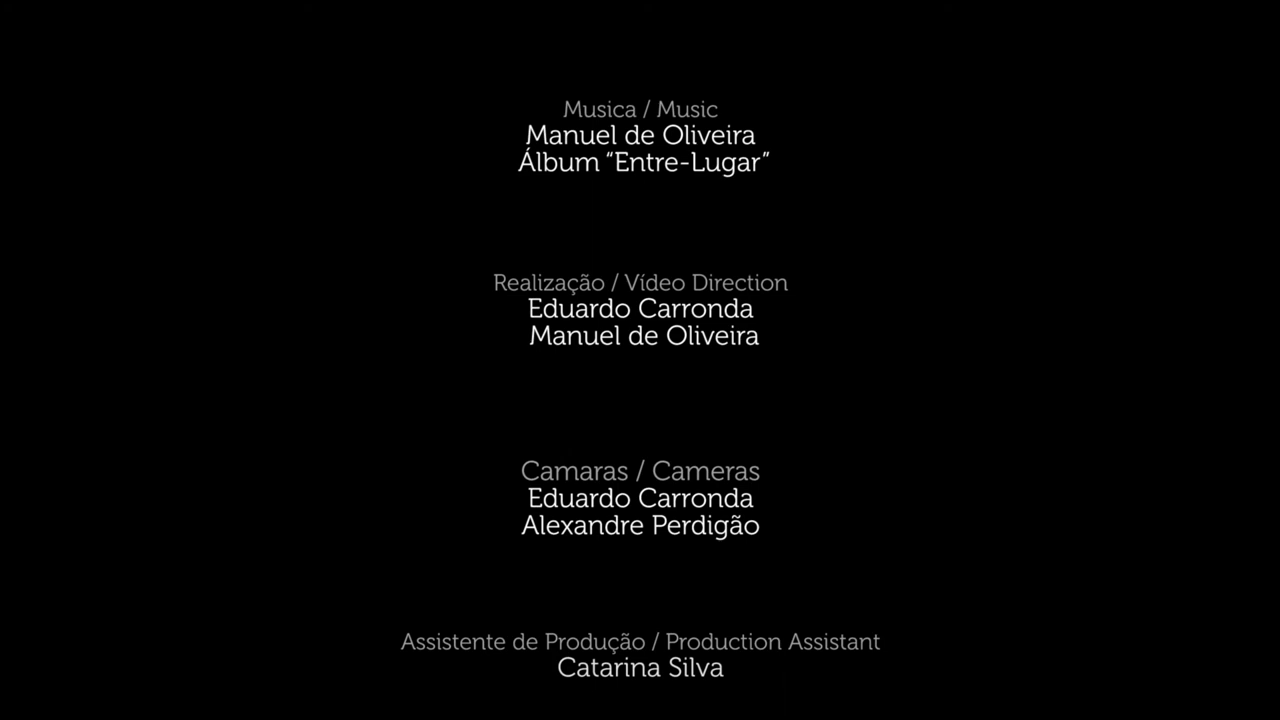 Musica / Music
Manuel de Oliveira
Álbum “Entre-Lugar”
Realização / Vídeo Direction
Eduardo Carronda
Manuel de Oliveira
Camaras / Cameras
Eduardo Carronda
Alexandre Perdigão
Assistente de Produção / Production Assistant
Catarina Silva